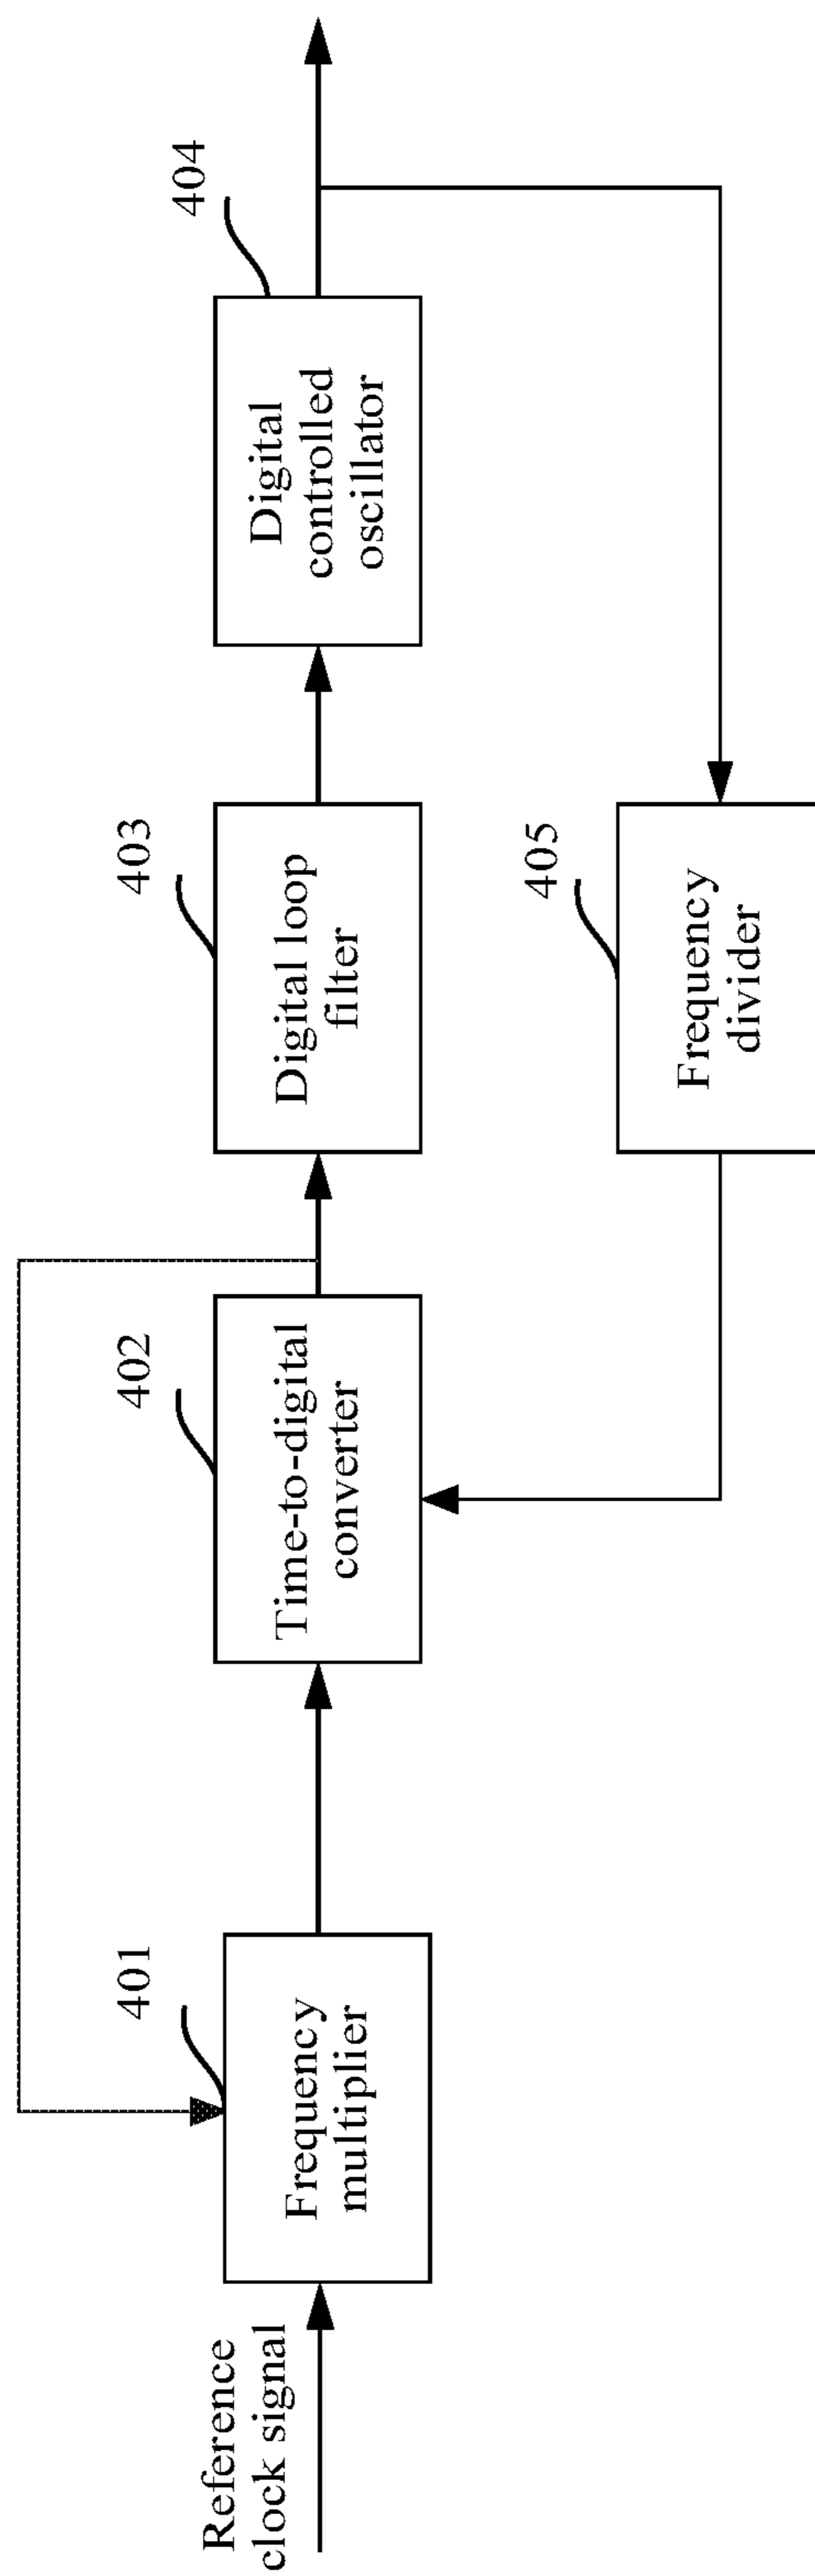 Reference
clock signal
401
Frequency
multiplier
402
Time-to-digital
converter
403
Digital loop
filter
404
Digital
controlled
oscillator
405
Frequency
divider